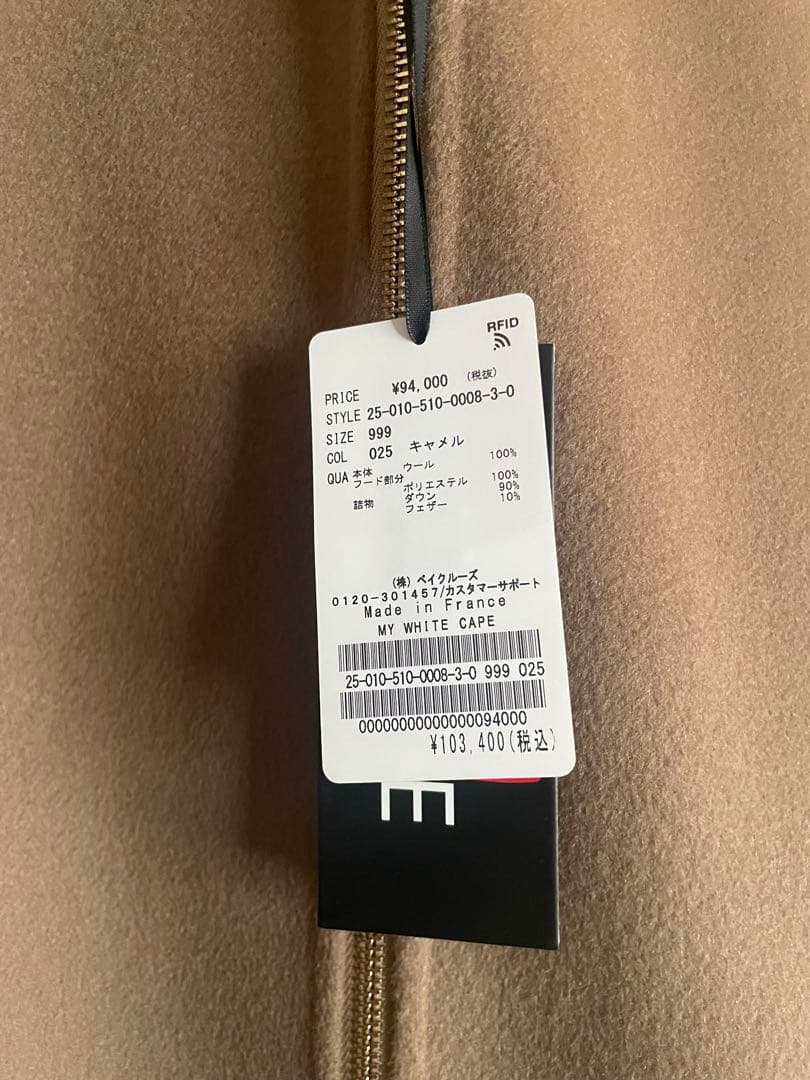 RFID
PRICE ¥94,000 (税抜)
STYLE 25-010-510-0008-3-0
SIZE 999
COL 025 キャメル
QUA 本体 ウール 100%
フード部分 ポリエステル 100%
詰物 ダウン 90%
フェザー 10%
(株) ベイクルーズ
0120-301457/カスタマーサポート
Made in France
MY WHITE CAPE
25-010-510-0008-3-0 999 025
00000000000000094000
¥103,400(税込)
E